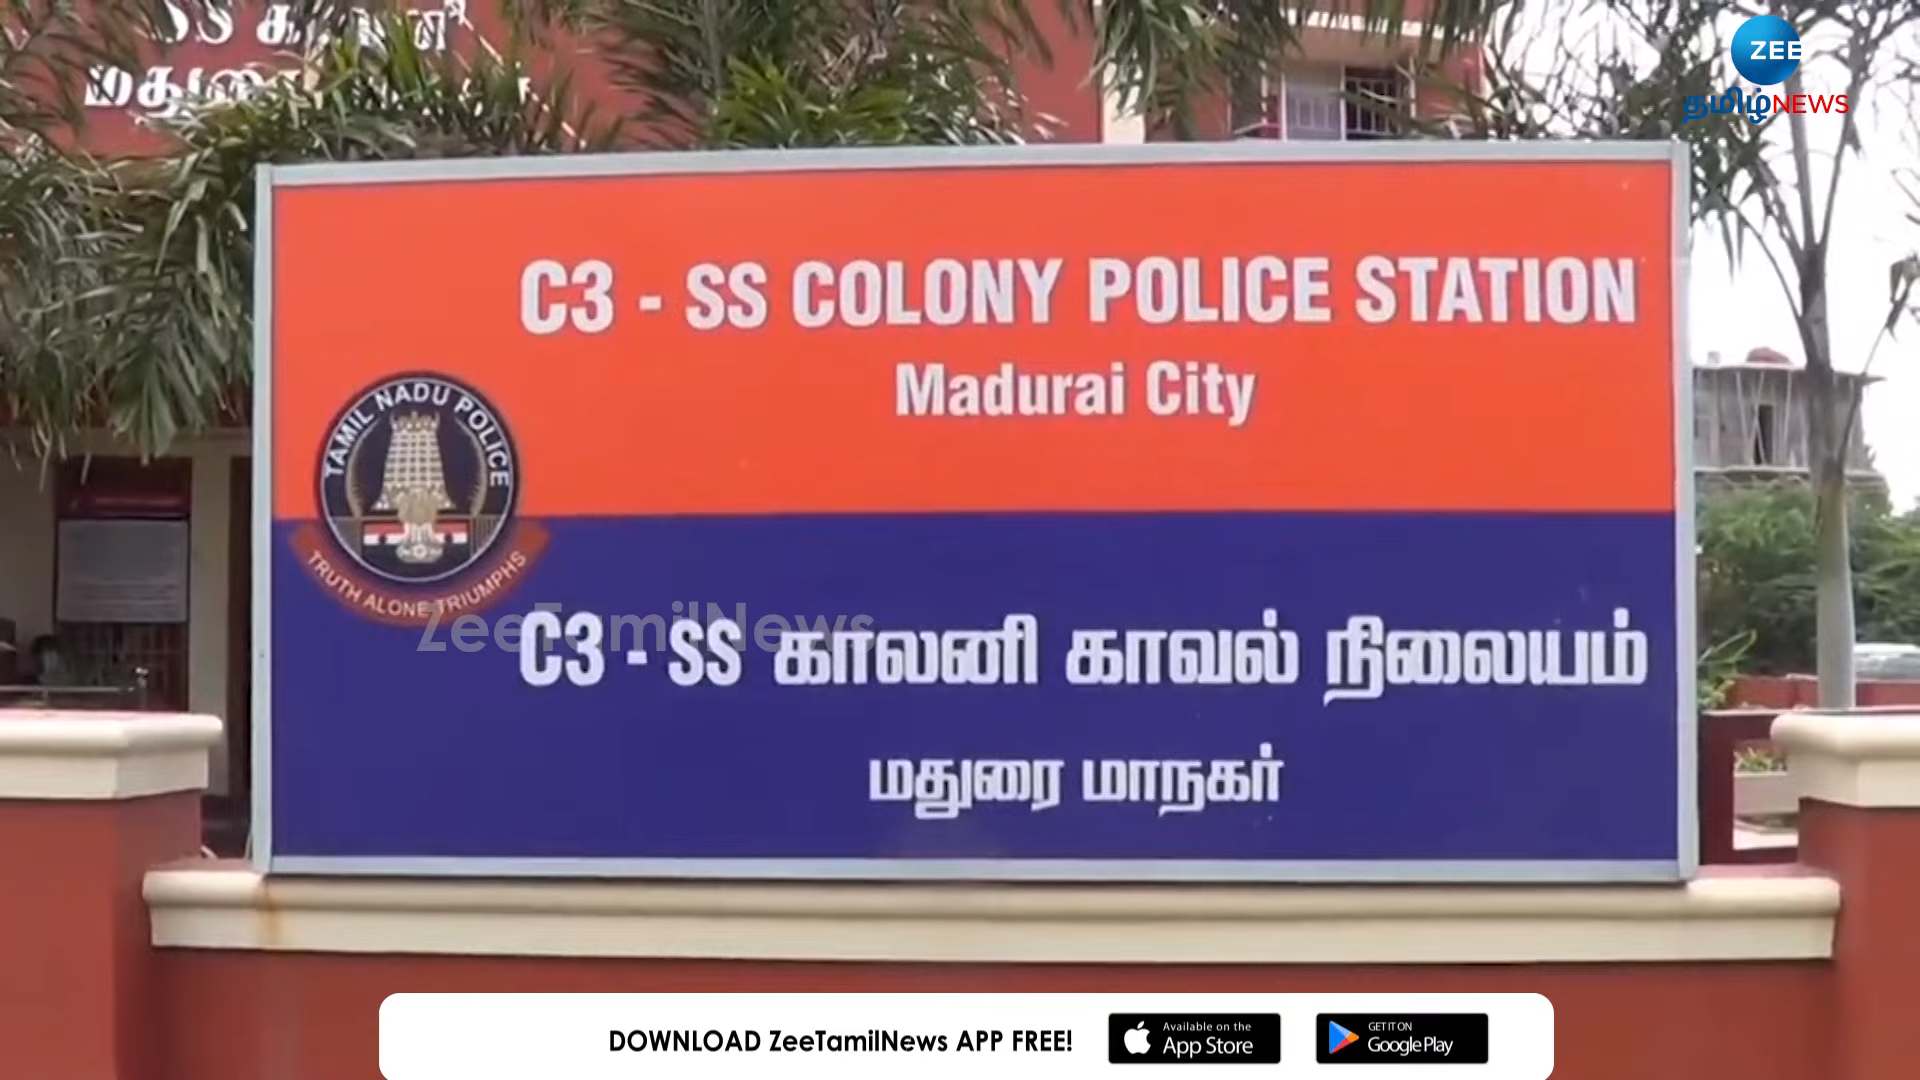 SS
மதுரை
ZEE
தமிழ் NEWS
C3 - SS COLONY POLICE STATION
Madurai City
TAMIL NADU POLICE
TRUTH ALONE TRIUMPHS
ZeeTamilNews
C3 - SS காலனி காவல் நிலையம்
மதுரை மாநகர்
DOWNLOAD ZeeTamilNews APP FREE!
Available on the
App Store
GET IT ON
Google Play